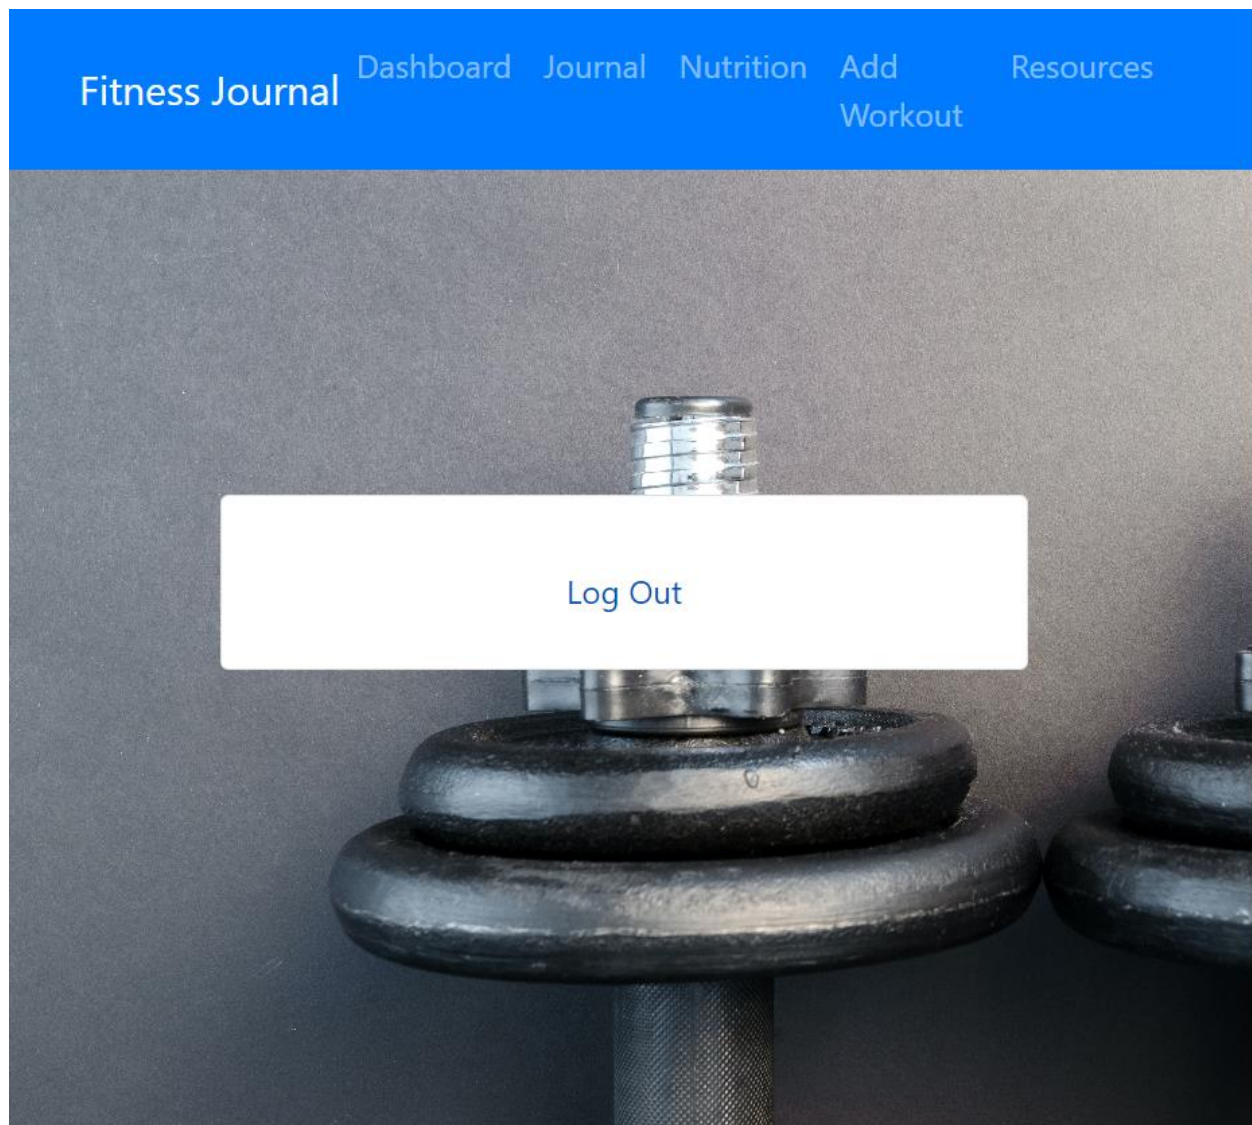 Fitness Journal
Dashboard
Journal
Nutrition
Add
Workout
Resources
Log Out